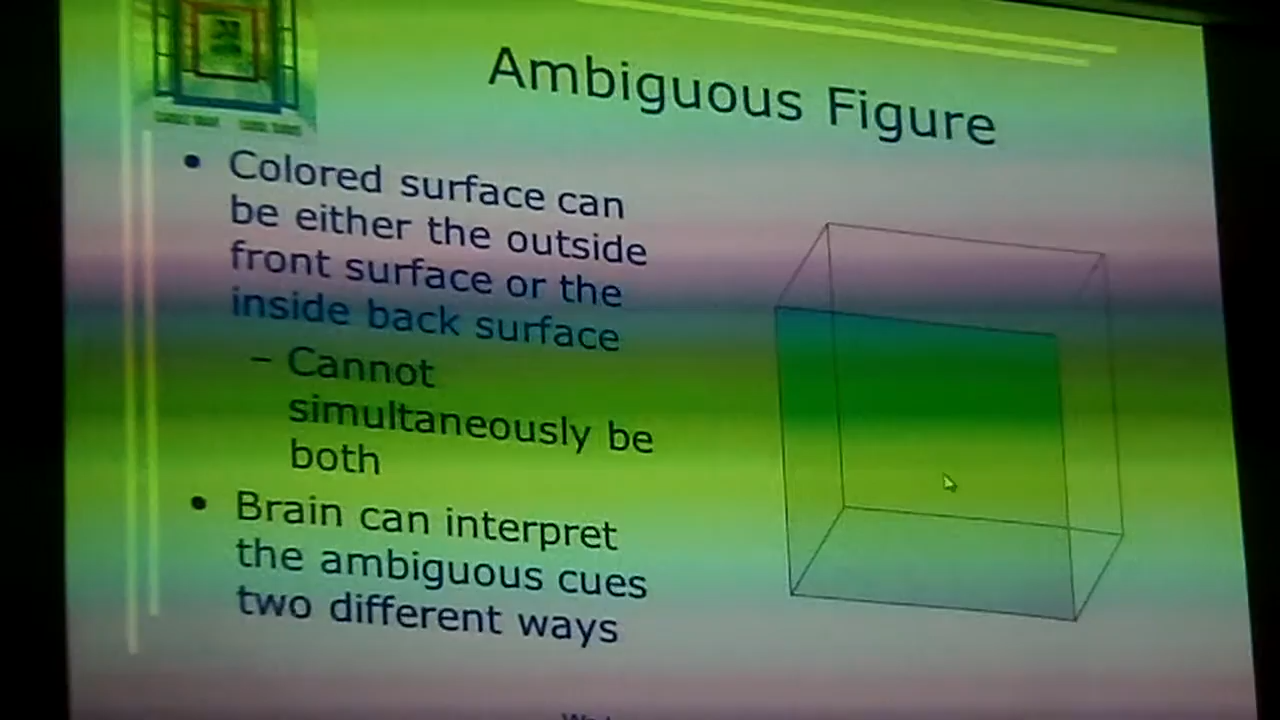 Ambiguous Figure
• Colored surface can
be either the outside
front surface or the
inside back surface
– Cannot
simultaneously be
both
• Brain can interpret
the ambiguous cues
two different ways